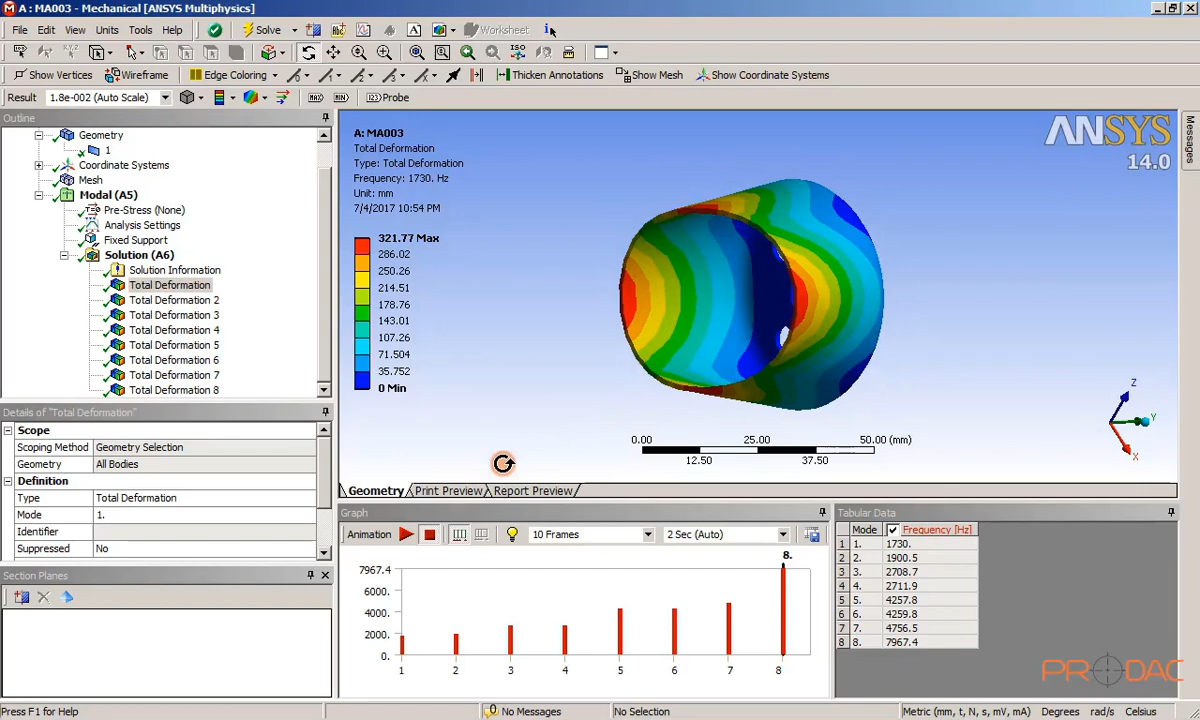 A : MA003 - Mechanical [ANSYS Multiphysics]
File Edit View Units Tools Help Solve Worksheet
Show Vertices Wireframe Edge Coloring Thicken Annotations Show Mesh Show Coordinate Systems
Result 1.8e-002 (Auto Scale) MAX MIN 123 Probe
Outline
Geometry
1
Coordinate Systems
Mesh
Modal (A5)
Pre-Stress (None)
Analysis Settings
Fixed Support
Solution (A6)
Solution Information
Total Deformation
Total Deformation 2
Total Deformation 3
Total Deformation 4
Total Deformation 5
Total Deformation 6
Total Deformation 7
Total Deformation 8
Details of "Total Deformation"
Scope
Scoping Method Geometry Selection
Geometry All Bodies
Definition
Type Total Deformation
Mode 1.
Identifier
Suppressed No
Section Planes
A: MA003
Total Deformation
Type: Total Deformation
Frequency: 1730. Hz
Unit: mm
7/4/2017 10:54 PM
321.77 Max
286.02
250.26
214.51
178.76
143.01
107.26
71.504
35.752
0 Min
ANSYS
14.0
Messages
0.00 25.00 50.00 (mm)
12.50 37.50
Z
Y
X
Geometry Print Preview Report Preview
Graph
Animation 10 Frames 2 Sec (Auto)
8.
7967.4
6000.
4000.
2000.
0.
1 2 3 4 5 6 7 8
Tabular Data
Mode Frequency [Hz]
1 1. 1730.
2 2. 1900.5
3 3. 2708.7
4 4. 2711.9
5 5. 4257.8
6 6. 4259.8
7 7. 4756.5
8 8. 7967.4
PRODAC
Press F1 for Help 0 No Messages No Selection Metric (mm, t, N, s, mV, mA) Degrees rad/s Celsius